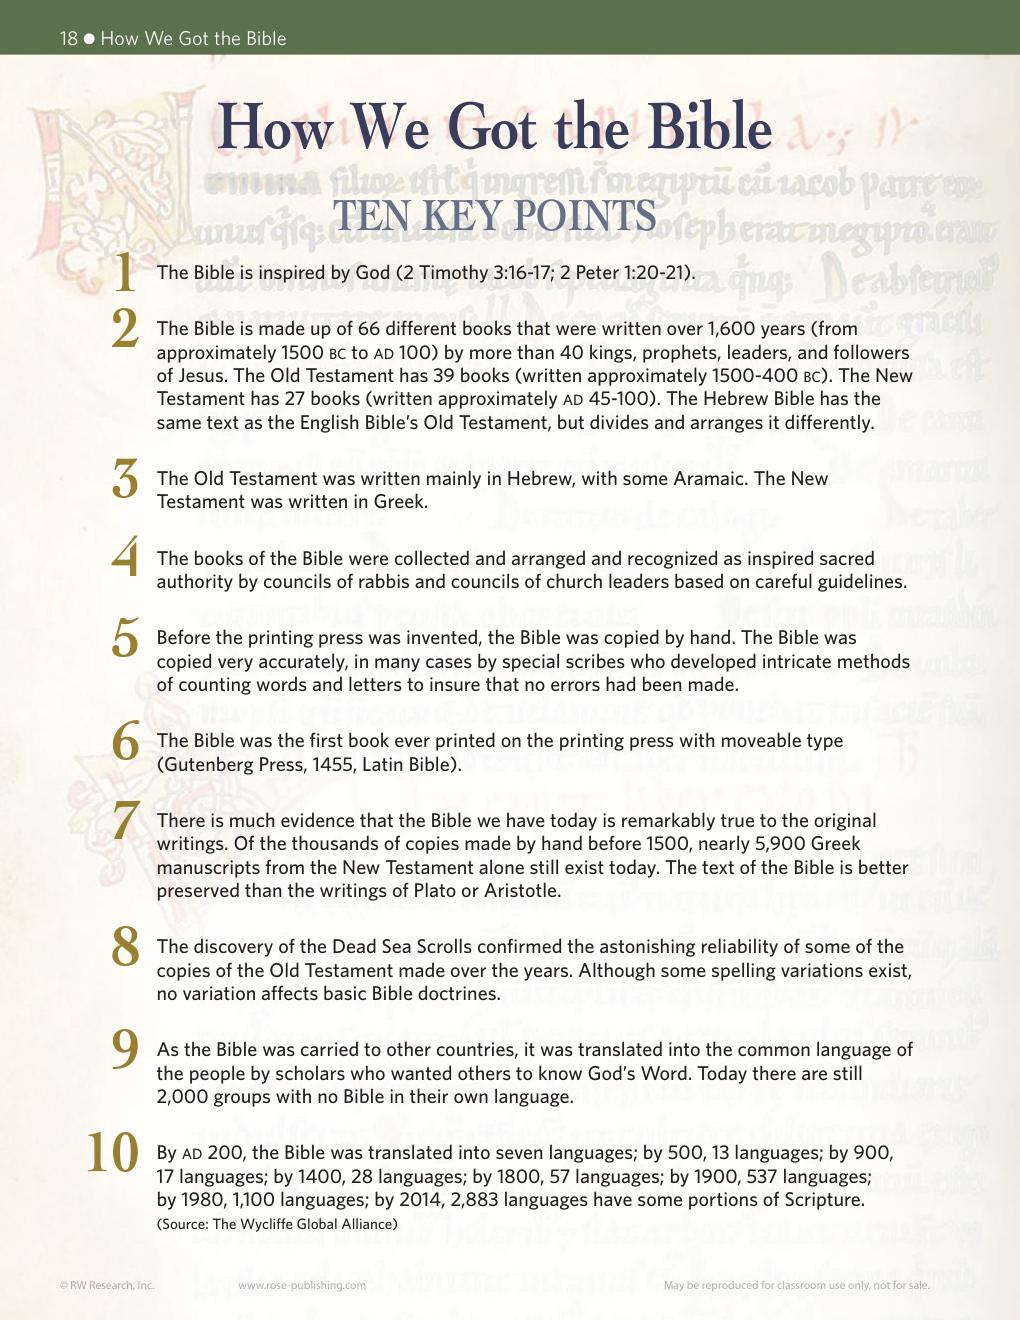 18 ● How We Got the Bible
How We Got the Bible
TEN KEY POINTS
1 The Bible is inspired by God (2 Timothy 3:16-17; 2 Peter 1:20-21).
2 The Bible is made up of 66 different books that were written over 1,600 years (from
approximately 1500 BC to AD 100) by more than 40 kings, prophets, leaders, and followers
of Jesus. The Old Testament has 39 books (written approximately 1500-400 BC). The New
Testament has 27 books (written approximately AD 45-100). The Hebrew Bible has the
same text as the English Bible's Old Testament, but divides and arranges it differently.
3 The Old Testament was written mainly in Hebrew, with some Aramaic. The New
Testament was written in Greek.
4 The books of the Bible were collected and arranged and recognized as inspired sacred
authority by councils of rabbis and councils of church leaders based on careful guidelines.
5 Before the printing press was invented, the Bible was copied by hand. The Bible was
copied very accurately, in many cases by special scribes who developed intricate methods
of counting words and letters to insure that no errors had been made.
6 The Bible was the first book ever printed on the printing press with moveable type
(Gutenberg Press, 1455, Latin Bible).
7 There is much evidence that the Bible we have today is remarkably true to the original
writings. Of the thousands of copies made by hand before 1500, nearly 5,900 Greek
manuscripts from the New Testament alone still exist today. The text of the Bible is better
preserved than the writings of Plato or Aristotle.
8 The discovery of the Dead Sea Scrolls confirmed the astonishing reliability of some of the
copies of the Old Testament made over the years. Although some spelling variations exist,
no variation affects basic Bible doctrines.
9 As the Bible was carried to other countries, it was translated into the common language of
the people by scholars who wanted others to know God's Word. Today there are still
2,000 groups with no Bible in their own language.
10 By AD 200, the Bible was translated into seven languages; by 500, 13 languages; by 900,
17 languages; by 1400, 28 languages; by 1800, 57 languages; by 1900, 537 languages;
by 1980, 1,100 languages; by 2014, 2,883 languages have some portions of Scripture.
(Source: The Wycliffe Global Alliance)
© RW Research, Inc. www.rose-publishing.com May be reproduced for classroom use only, not for sale.